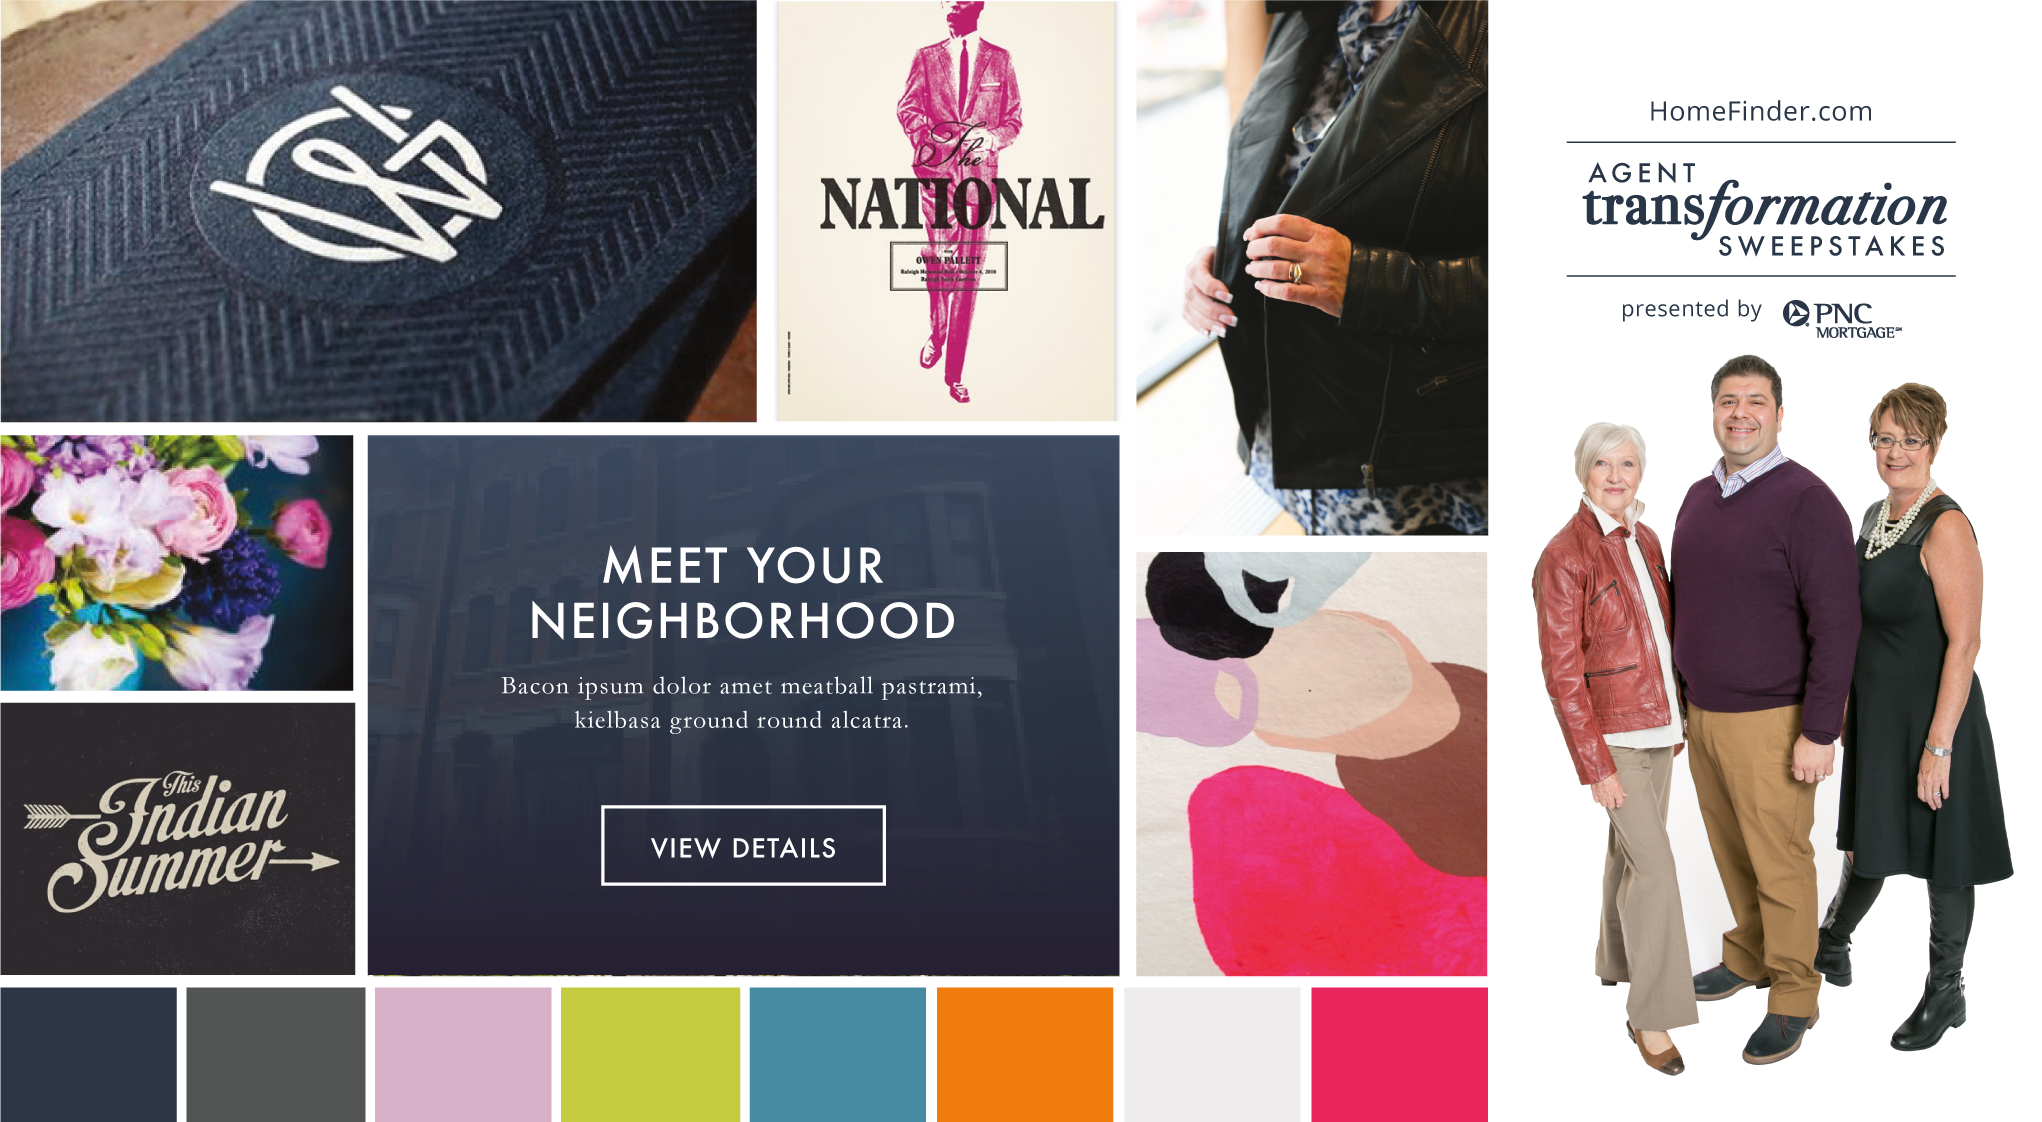 The
NATIONAL
OWEN PALLETT
MEET YOUR
NEIGHBORHOOD
Bacon ipsum dolor amet meatball pastrami,
kielbasa ground round alcatra.
VIEW DETAILS
This
Indian
Summer
HomeFinder.com
AGENT
transformation
SWEEPSTAKES
presented by PNC
MORTGAGE℠